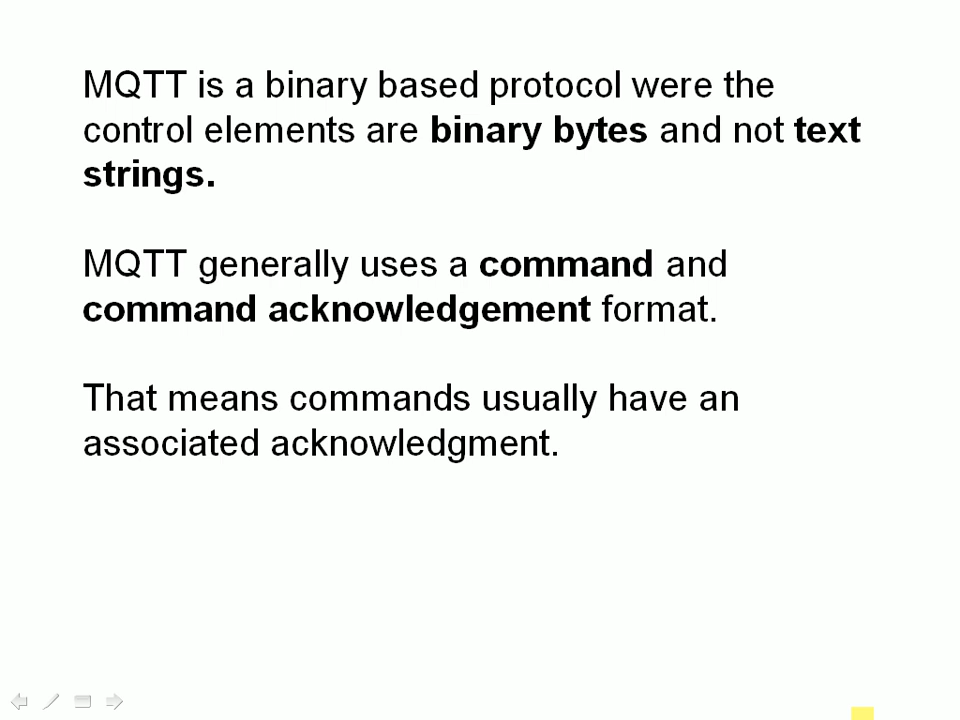 MQTT is a binary based protocol were the
control elements are binary bytes and not text
strings.
MQTT generally uses a command and
command acknowledgement format.
That means commands usually have an
associated acknowledgment.